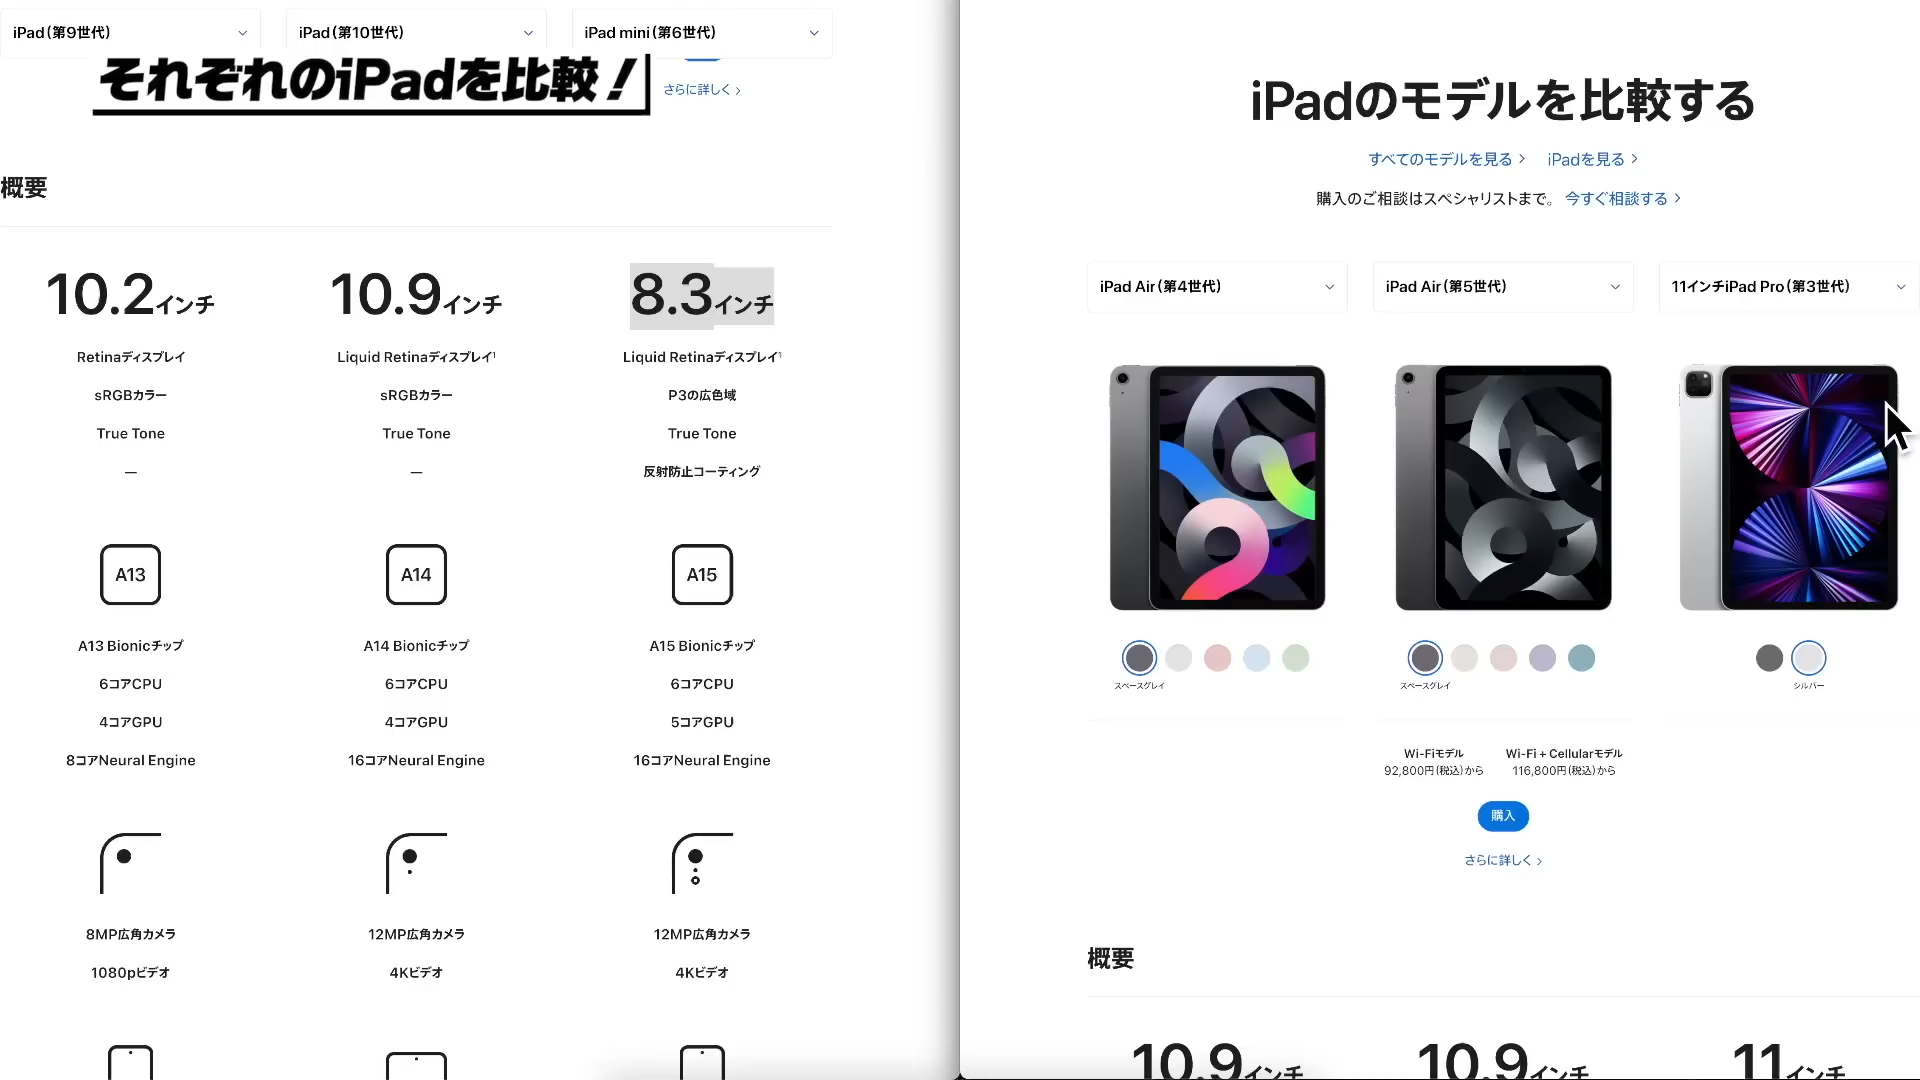 iPad（第9世代）
iPad（第10世代）
iPad mini（第6世代）
それぞれのiPadを比較！
さらに詳しく
概要
10.2インチ
10.9インチ
8.3インチ
Retinaディスプレイ
Liquid Retinaディスプレイ¹
Liquid Retinaディスプレイ¹
sRGBカラー
sRGBカラー
P3の広色域
True Tone
True Tone
True Tone
—
—
反射防止コーティング
A13
A14
A15
A13 Bionicチップ
A14 Bionicチップ
A15 Bionicチップ
6コアCPU
6コアCPU
6コアCPU
4コアGPU
4コアGPU
5コアGPU
8コアNeural Engine
16コアNeural Engine
16コアNeural Engine
8MP広角カメラ
12MP広角カメラ
12MP広角カメラ
1080pビデオ
4Kビデオ
4Kビデオ
iPadのモデルを比較する
すべてのモデルを見る
iPadを見る
購入のご相談はスペシャリストまで。 今すぐ相談する
iPad Air（第4世代）
iPad Air（第5世代）
11インチiPad Pro（第3世代）
スペースグレイ
スペースグレイ
シルバー
Wi-Fiモデル
92,800円（税込）から
Wi-Fi + Cellularモデル
116,800円（税込）から
購入
さらに詳しく
概要
10.9インチ
10.9インチ
11インチ